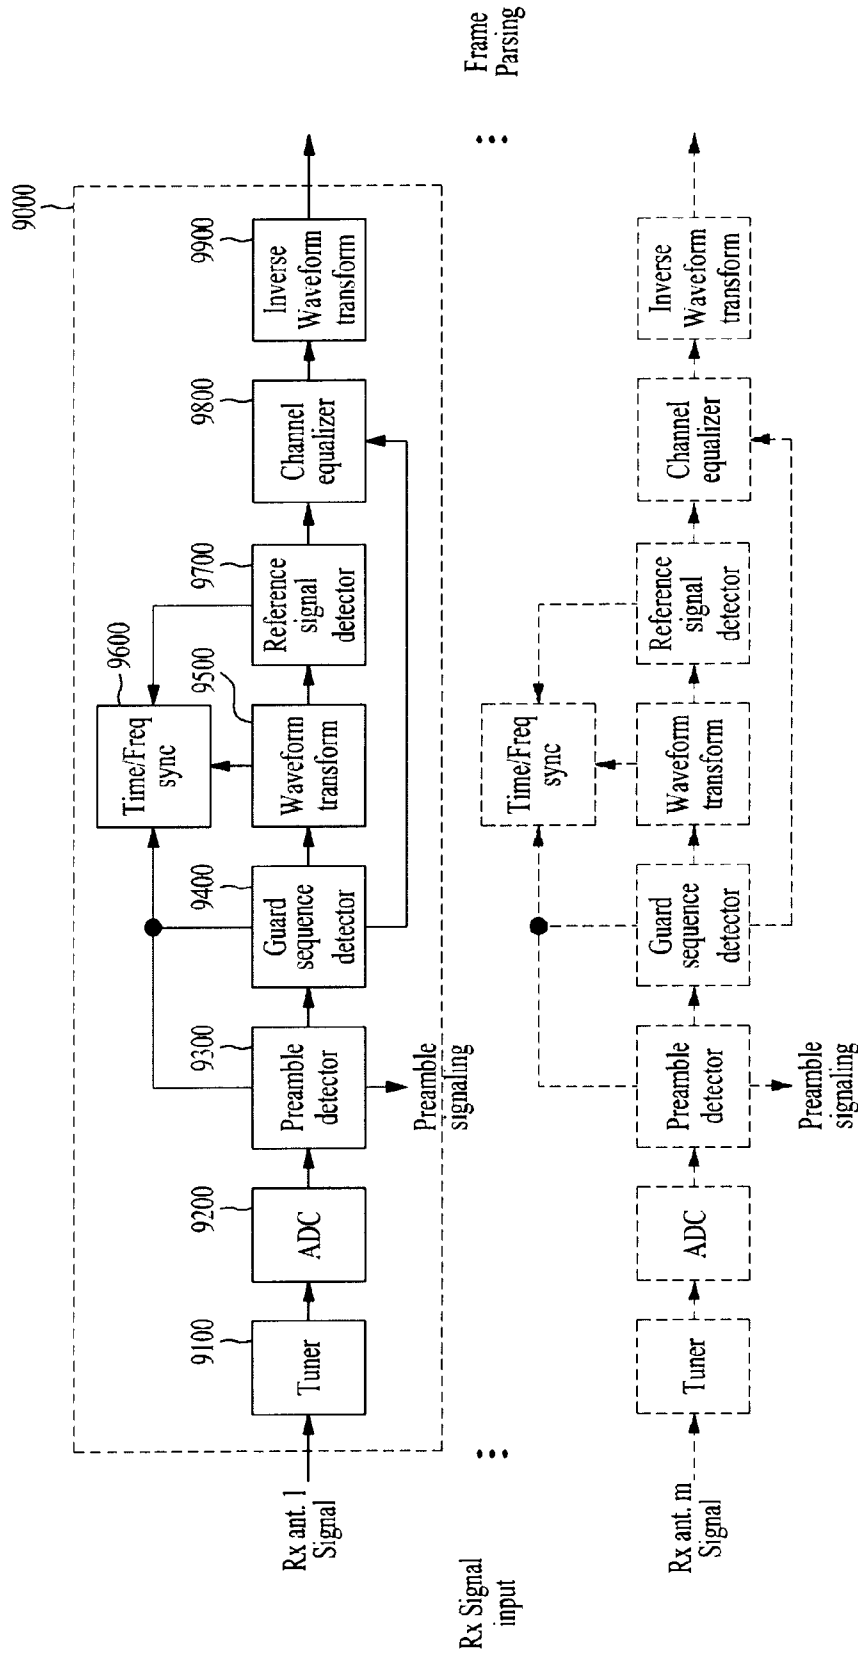 9000
Rx ant. 1
Signal
9100
Tuner
9200
ADC
9300
Preamble
detector
Preamble
signaling
9400
Guard
sequence
detector
9500
Waveform
transform
9600
Time/Freq
sync
9700
Reference
signal
detector
9800
Channel
equalizer
9900
Inverse
Waveform
transform
Rx Signal
input
Frame
Parsing
Rx ant. m
Signal
Tuner
ADC
Preamble
detector
Preamble
signaling
Guard
sequence
detector
Waveform
transform
Time/Freq
sync
Reference
signal
detector
Channel
equalizer
Inverse
Waveform
transform